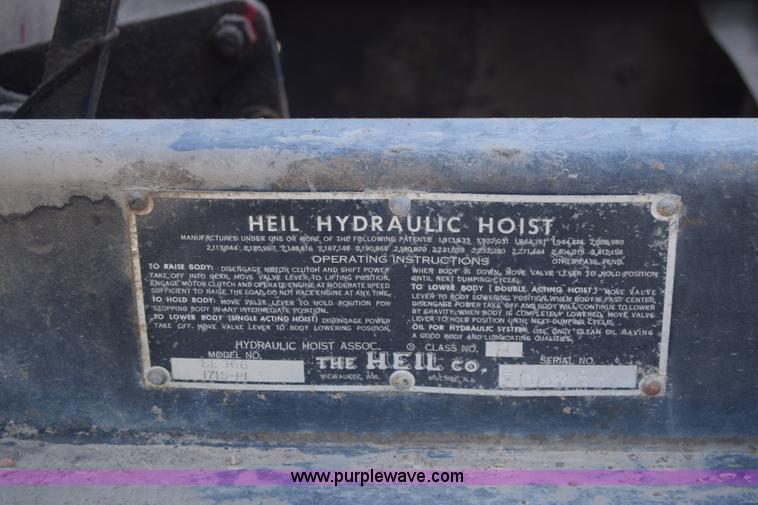 HEIL HYDRAULIC HOIST
MANUFACTURED UNDER ONE OR MORE OF THE FOLLOWING PATENTS
OPERATING INSTRUCTIONS OTHER PATS. PEND.
TO RAISE BODY: DISENGAGE MOTOR CLUTCH AND SHIFT POWER
TAKE OFF INTO GEAR, MOVE VALVE LEVER TO LIFTING POSITION,
ENGAGE MOTOR CLUTCH AND OPERATE ENGINE AT MODERATE SPEED
SUFFICIENT TO RAISE THE LOAD, DO NOT RACE ENGINE AT ANY TIME.
TO HOLD BODY: MOVE VALVE LEVER TO HOLD POSITION FOR
STOPPING BODY IN ANY INTERMEDIATE POSITION.
TO LOWER BODY (SINGLE ACTING HOIST) DISENGAGE POWER
TAKE OFF. MOVE VALVE LEVER TO BODY LOWERING POSITION,
WHEN BODY IS DOWN, MOVE VALVE LEVER TO HOLD POSITION
UNTIL NEXT DUMPING CYCLE.
TO LOWER BODY (DOUBLE ACTING HOIST) MOVE VALVE
LEVER TO BODY LOWERING POSITION, WHEN BODY IS PAST CENTER,
DISENGAGE POWER TAKE OFF AND BODY WILL CONTINUE TO LOWER
BY GRAVITY, WHEN BODY IS COMPLETELY LOWERED, MOVE VALVE
LEVER TO HOLD POSITION UNTIL NEXT DUMPING CYCLE.
OIL FOR HYDRAULIC SYSTEM: USE ONLY CLEAN OIL HAVING
A GOOD BODY AND LUBRICATING QUALITIES.
HYDRAULIC HOIST ASSOC. CLASS NO.
MODEL NO. THE HEIL CO. SERIAL NO.
1715-P1 MILWAUKEE, WIS. HILLSIDE, N.J.
www.purplewave.com